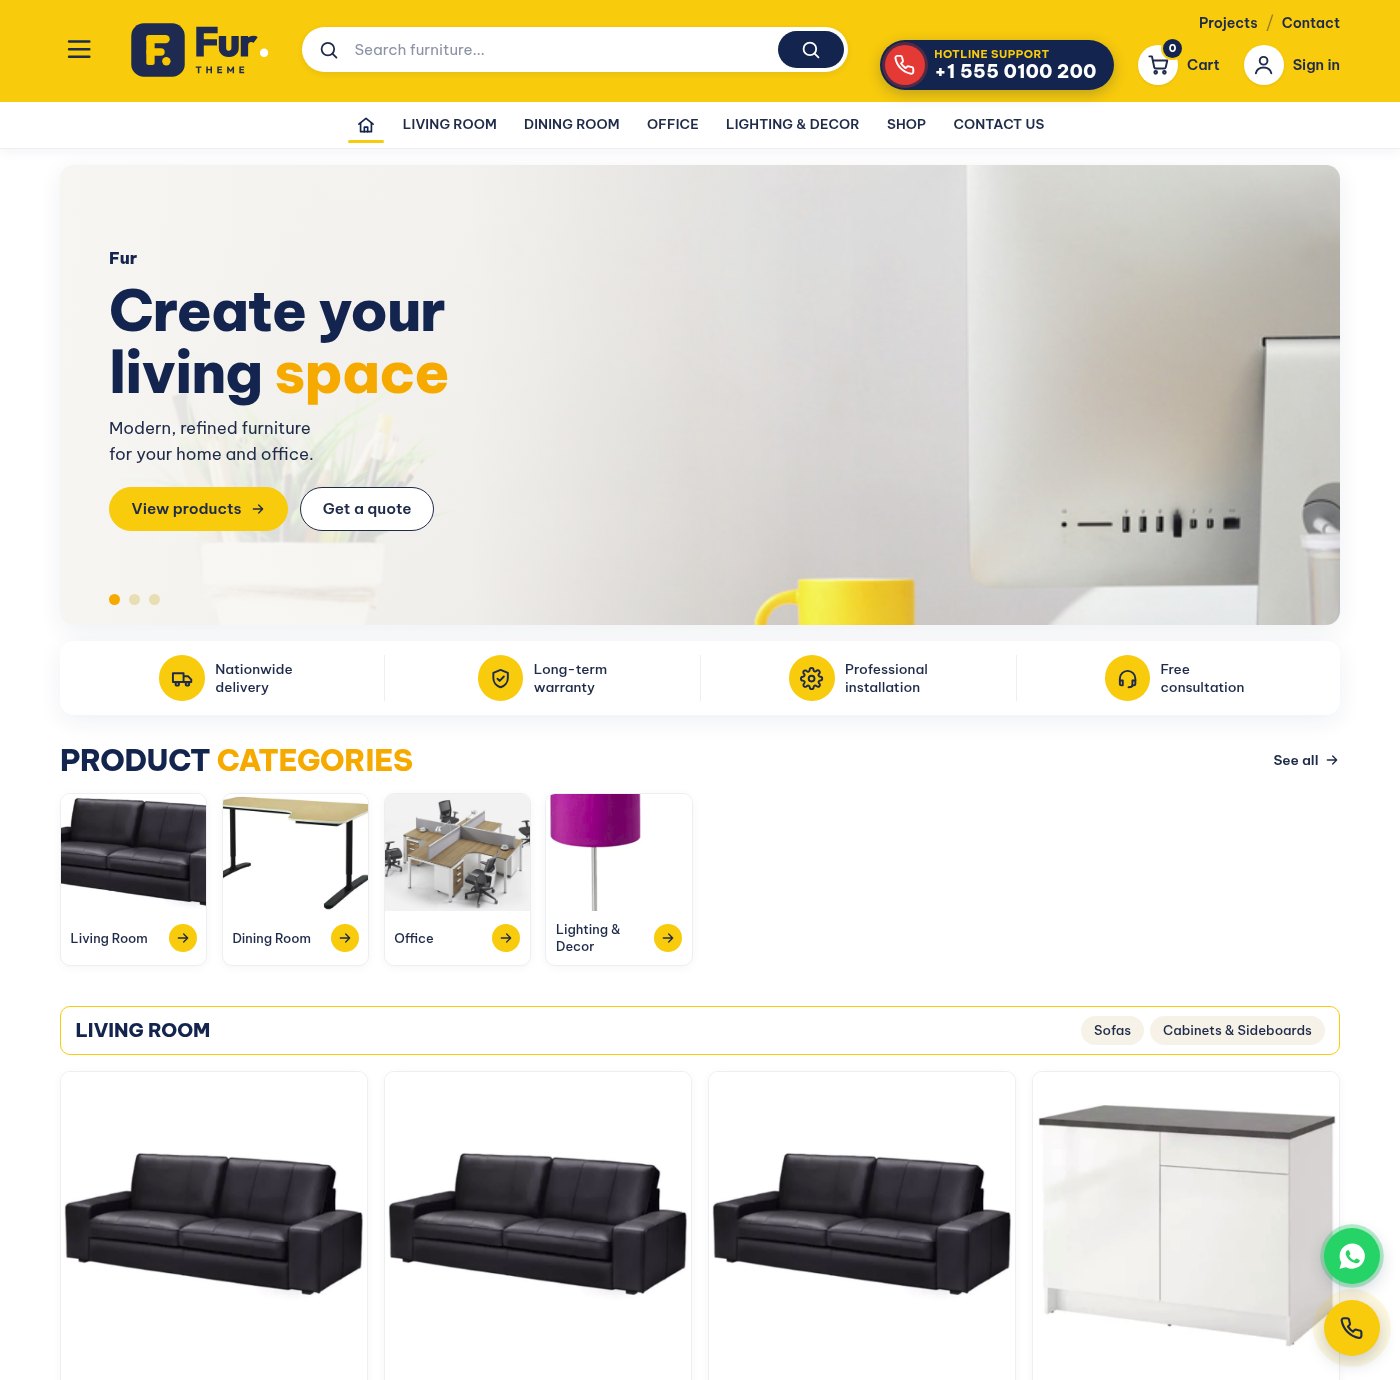 Projects / Contact
Fur.
THEME
Search furniture...
HOTLINE SUPPORT
+1 555 0100 200
0
Cart
Sign in
LIVING ROOM
DINING ROOM
OFFICE
LIGHTING & DECOR
SHOP
CONTACT US
Fur
Create your
living space
Modern, refined furniture
for your home and office.
View products →
Get a quote
Nationwide
delivery
Long-term
warranty
Professional
installation
Free
consultation
PRODUCT CATEGORIES
See all →
Living Room
Dining Room
Office
Lighting &
Decor
LIVING ROOM
Sofas
Cabinets & Sideboards